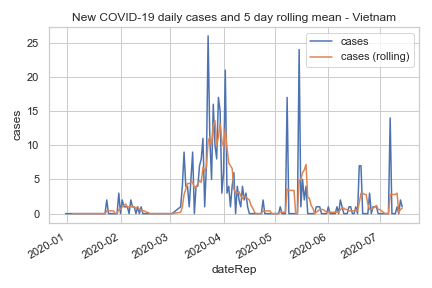 New COVID-19 daily cases and 5 day rolling mean - Vietnam
cases
cases (rolling)
25
20
15
10
5
0
cases
2020-01
2020-02
2020-03
2020-04
2020-05
2020-06
2020-07
dateRep